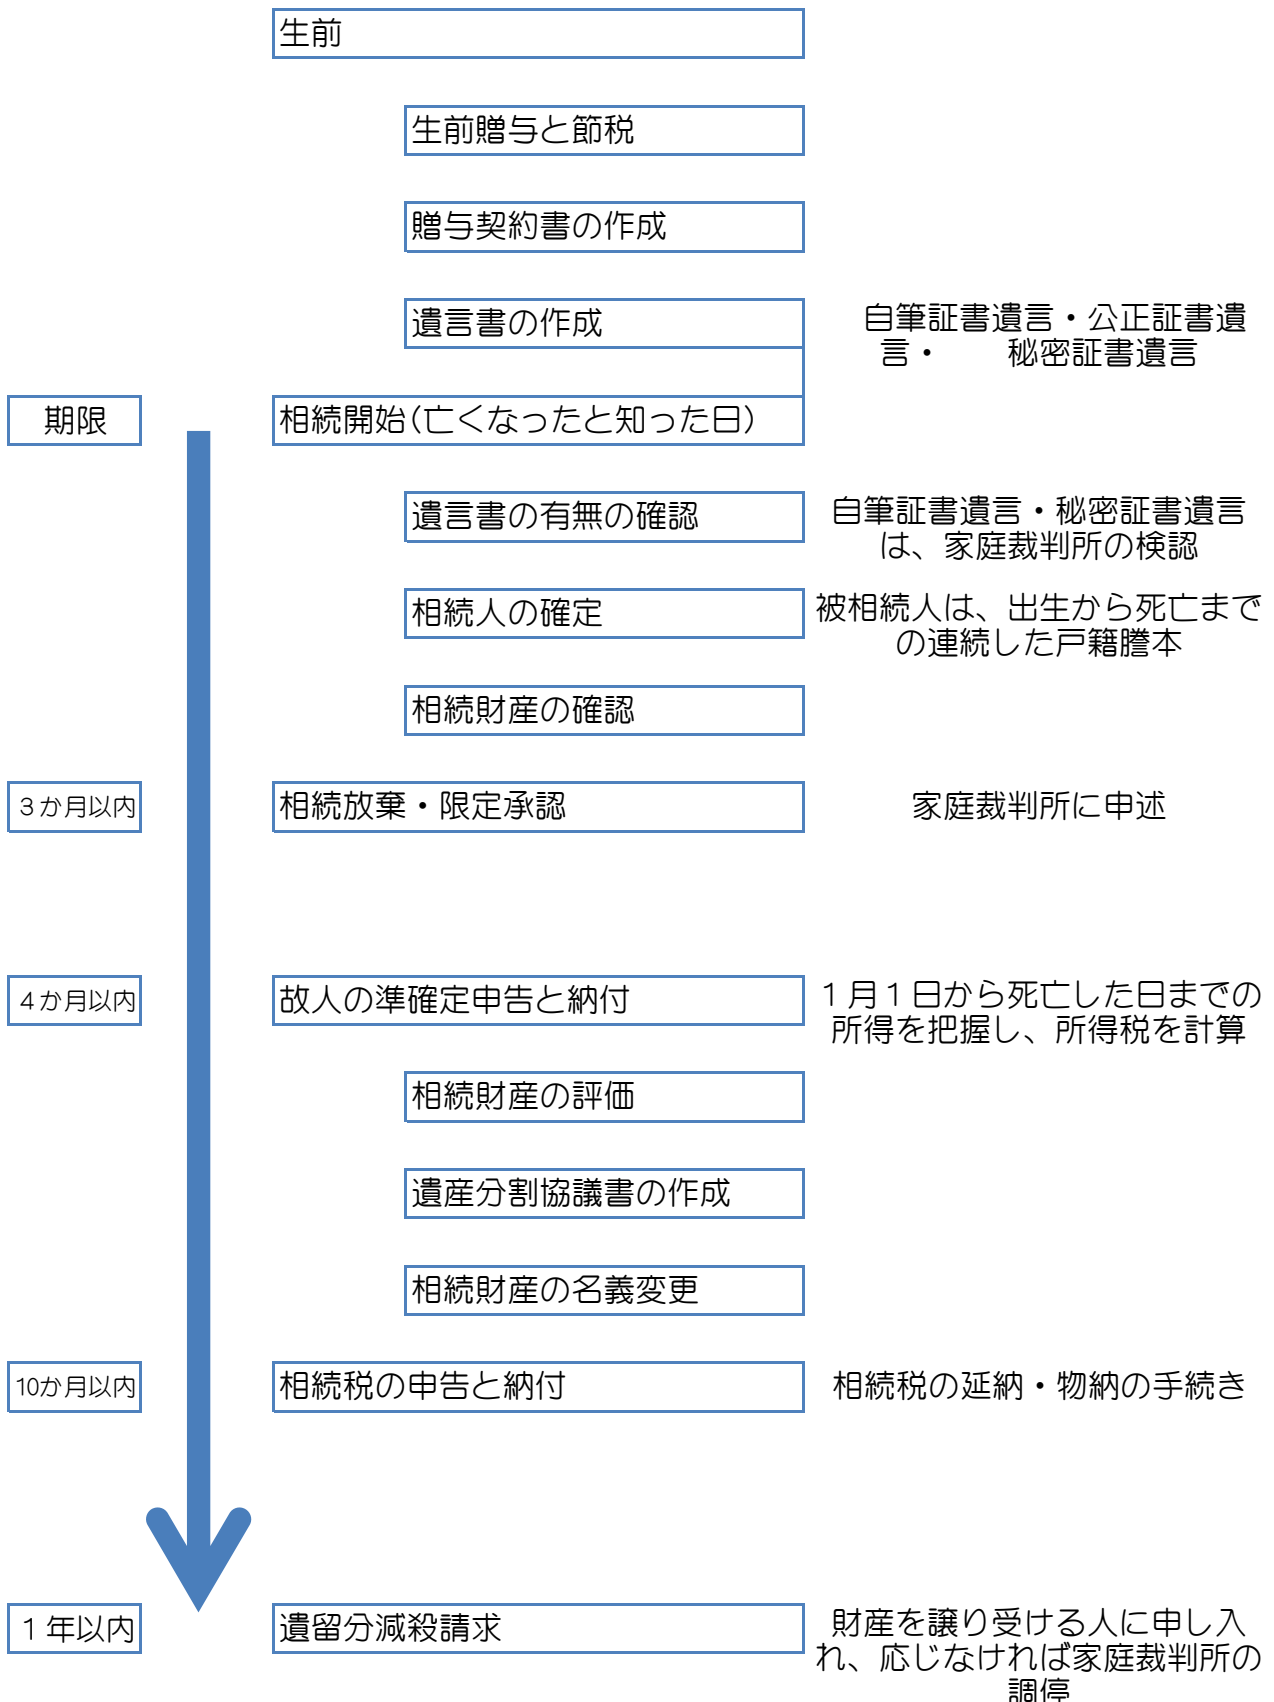 生前
生前贈与と節税
贈与契約書の作成
遺言書の作成
自筆証書遺言・公正証書遺
言・　　秘密証書遺言
期限
相続開始(亡くなったと知った日)
遺言書の有無の確認
自筆証書遺言・秘密証書遺言
は、家庭裁判所の検認
相続人の確定
被相続人は、出生から死亡まで
の連続した戸籍謄本
相続財産の確認
３か月以内
相続放棄・限定承認
家庭裁判所に申述
４か月以内
故人の準確定申告と納付
１月１日から死亡した日までの
所得を把握し、所得税を計算
相続財産の評価
遺産分割協議書の作成
相続財産の名義変更
10か月以内
相続税の申告と納付
相続税の延納・物納の手続き
１年以内
遺留分減殺請求
財産を譲り受ける人に申し入
れ、応じなければ家庭裁判所の
調停